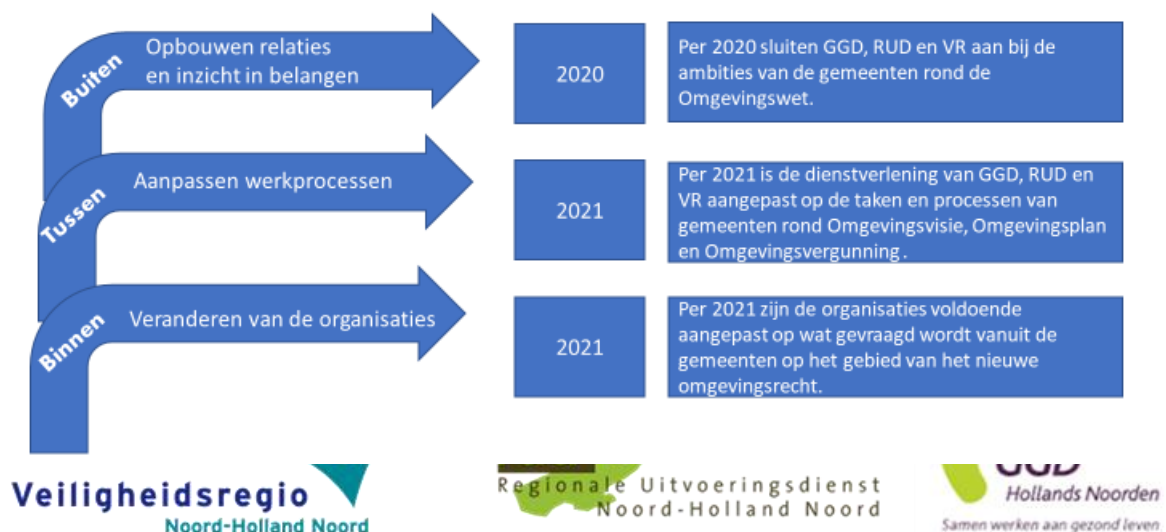 Buiten
Opbouwen relaties
en inzicht in belangen
2020
Per 2020 sluiten GGD, RUD en VR aan bij de
ambities van de gemeenten rond de
Omgevingswet.
Tussen
Aanpassen werkprocessen
2021
Per 2021 is de dienstverlening van GGD, RUD en
VR aangepast op de taken en processen van
gemeenten rond Omgevingsvisie, Omgevingsplan
en Omgevingsvergunning.
Binnen
Veranderen van de organisaties
2021
Per 2021 zijn de organisaties voldoende
aangepast op wat gevraagd wordt vanuit de
gemeenten op het gebied van het nieuwe
omgevingsrecht.
Veiligheidsregio
Noord-Holland Noord
Regionale Uitvoeringsdienst
Noord-Holland Noord
GGD
Hollands Noorden
Samen werken aan gezond leven